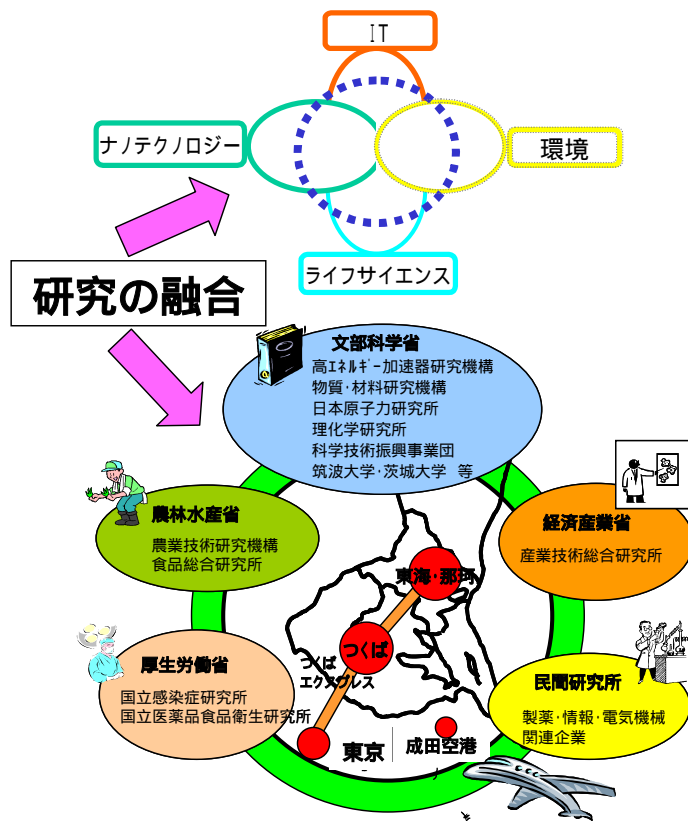 IT
ナノテクノロジー
環境
ライフサイエンス
研究の融合
文部科学省
高エネルギー加速器研究機構
物質･材料研究機構
日本原子力研究所
理化学研究所
科学技術振興事業団
筑波大学･茨城大学 等
農林水産省
農業技術研究機構
食品総合研究所
経済産業省
産業技術総合研究所
東海･那珂
つくば
つくば
エクスプレス
厚生労働省
国立感染症研究所
国立医薬品食品衛生研究所
民間研究所
製薬･情報･電気機械
関連企業
東京
成田空港